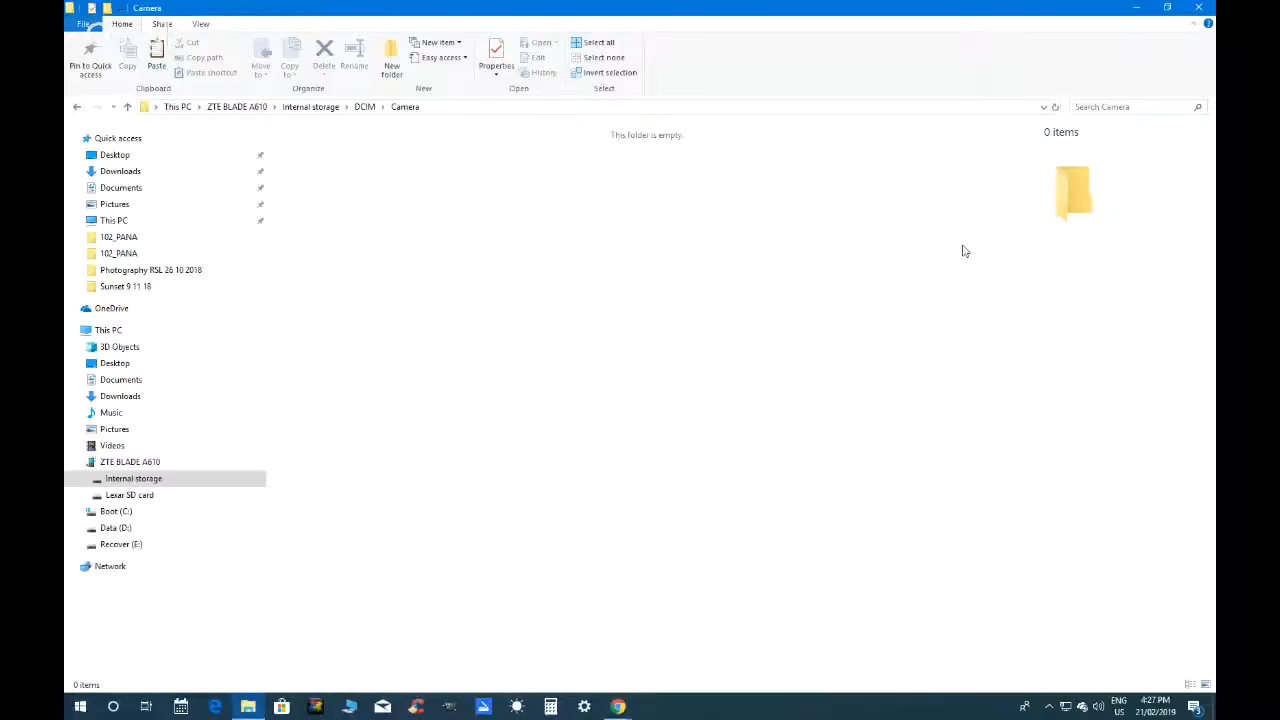 Camera
File Home Share View
Pin to Quick access
Copy
Paste
Cut
Copy path
Paste shortcut
Clipboard
Move to
Copy to
Delete
Rename
Organize
New folder
New item
Easy access
New
Properties
Open
Edit
History
Open
Select all
Select none
Invert selection
Select
This PC > ZTE BLADE A610 > Internal storage > DCIM > Camera
Search Camera
Quick access
Desktop
Downloads
Documents
Pictures
This PC
102_PANA
102_PANA
Photography RSL 26 10 2018
Sunset 9 11 18
OneDrive
This PC
3D Objects
Desktop
Documents
Downloads
Music
Pictures
Videos
ZTE BLADE A610
Internal storage
Lexar SD card
Boot (C:)
Data (D:)
Recover (E:)
Network
This folder is empty.
0 items
0 items
ENG
US
4:27 PM
21/02/2019
3